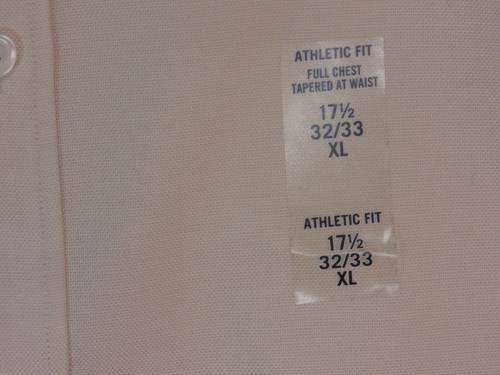 ATHLETIC FIT
FULL CHEST
TAPERED AT WAIST
17½
32/33
XL
ATHLETIC FIT
17½
32/33
XL